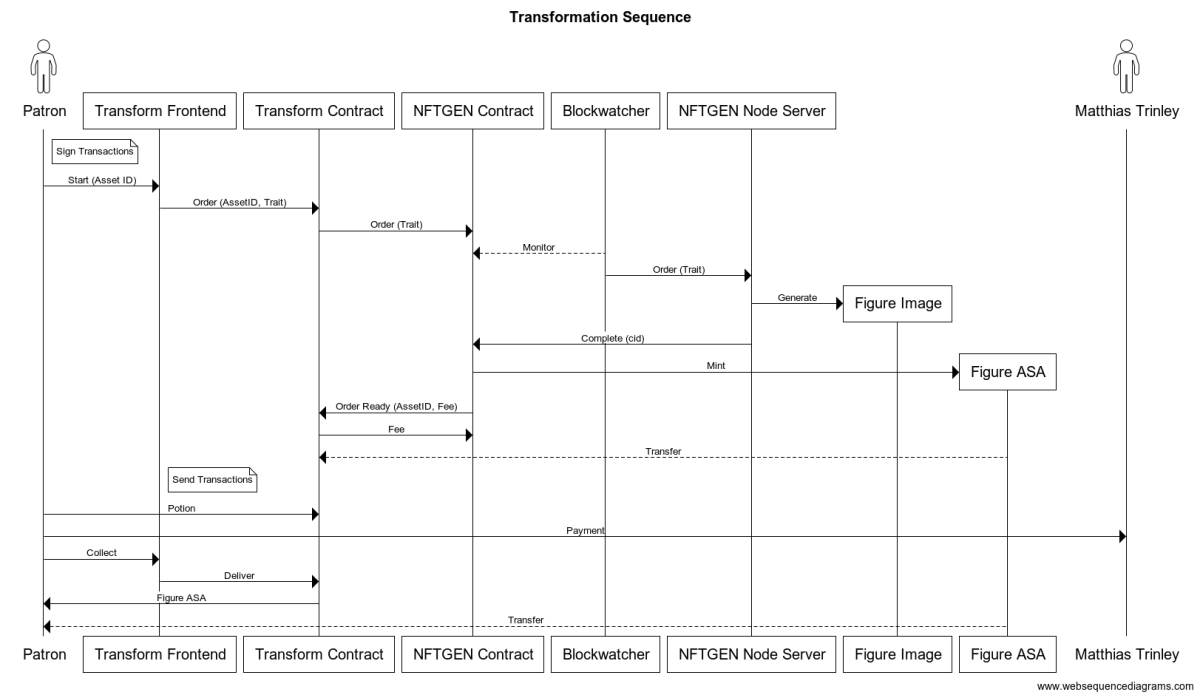 Transformation Sequence
Patron
Transform Frontend
Transform Contract
NFTGEN Contract
Blockwatcher
NFTGEN Node Server
Matthias Trinley
Sign Transactions
Start (Asset ID)
Order (AssetID, Trait)
Order (Trait)
Monitor
Order (Trait)
Generate
Figure Image
Complete (cid)
Mint
Figure ASA
Order Ready (AssetID, Fee)
Fee
Transfer
Send Transactions
Potion
Payment
Collect
Deliver
Figure ASA
Transfer
Patron
Transform Frontend
Transform Contract
NFTGEN Contract
Blockwatcher
NFTGEN Node Server
Figure Image
Figure ASA
Matthias Trinley
www.websequencediagrams.com